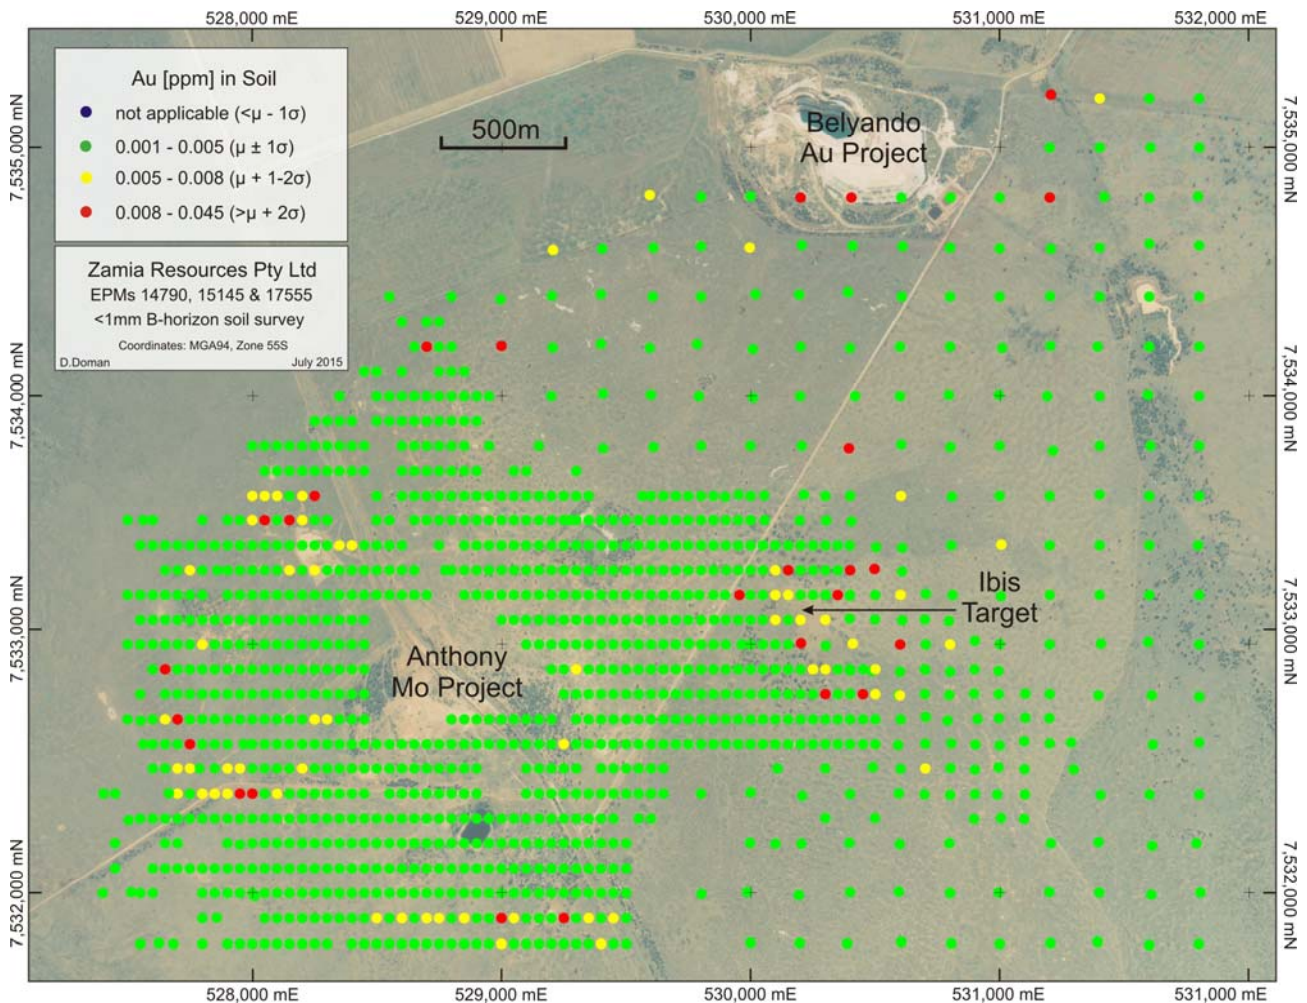 528,000 mE
529,000 mE
530,000 mE
531,000 mE
532,000 mE
Au [ppm] in Soil
not applicable (<μ - 1σ)
0.001 - 0.005 (μ ± 1σ)
0.005 - 0.008 (μ + 1-2σ)
0.008 - 0.045 (>μ + 2σ)
Zamia Resources Pty Ltd
EPMs 14790, 15145 & 17555
<1mm B-horizon soil survey
Coordinates: MGA94, Zone 55S
D.Doman
July 2015
500m
Belyando
Au Project
Ibis
Target
Anthony
Mo Project
7,535,000 mN
7,534,000 mN
7,533,000 mN
7,532,000 mN
7,535,000 mN
7,534,000 mN
7,533,000 mN
7,532,000 mN
528,000 mE
529,000 mE
530,000 mE
531,000 mE
532,000 mE